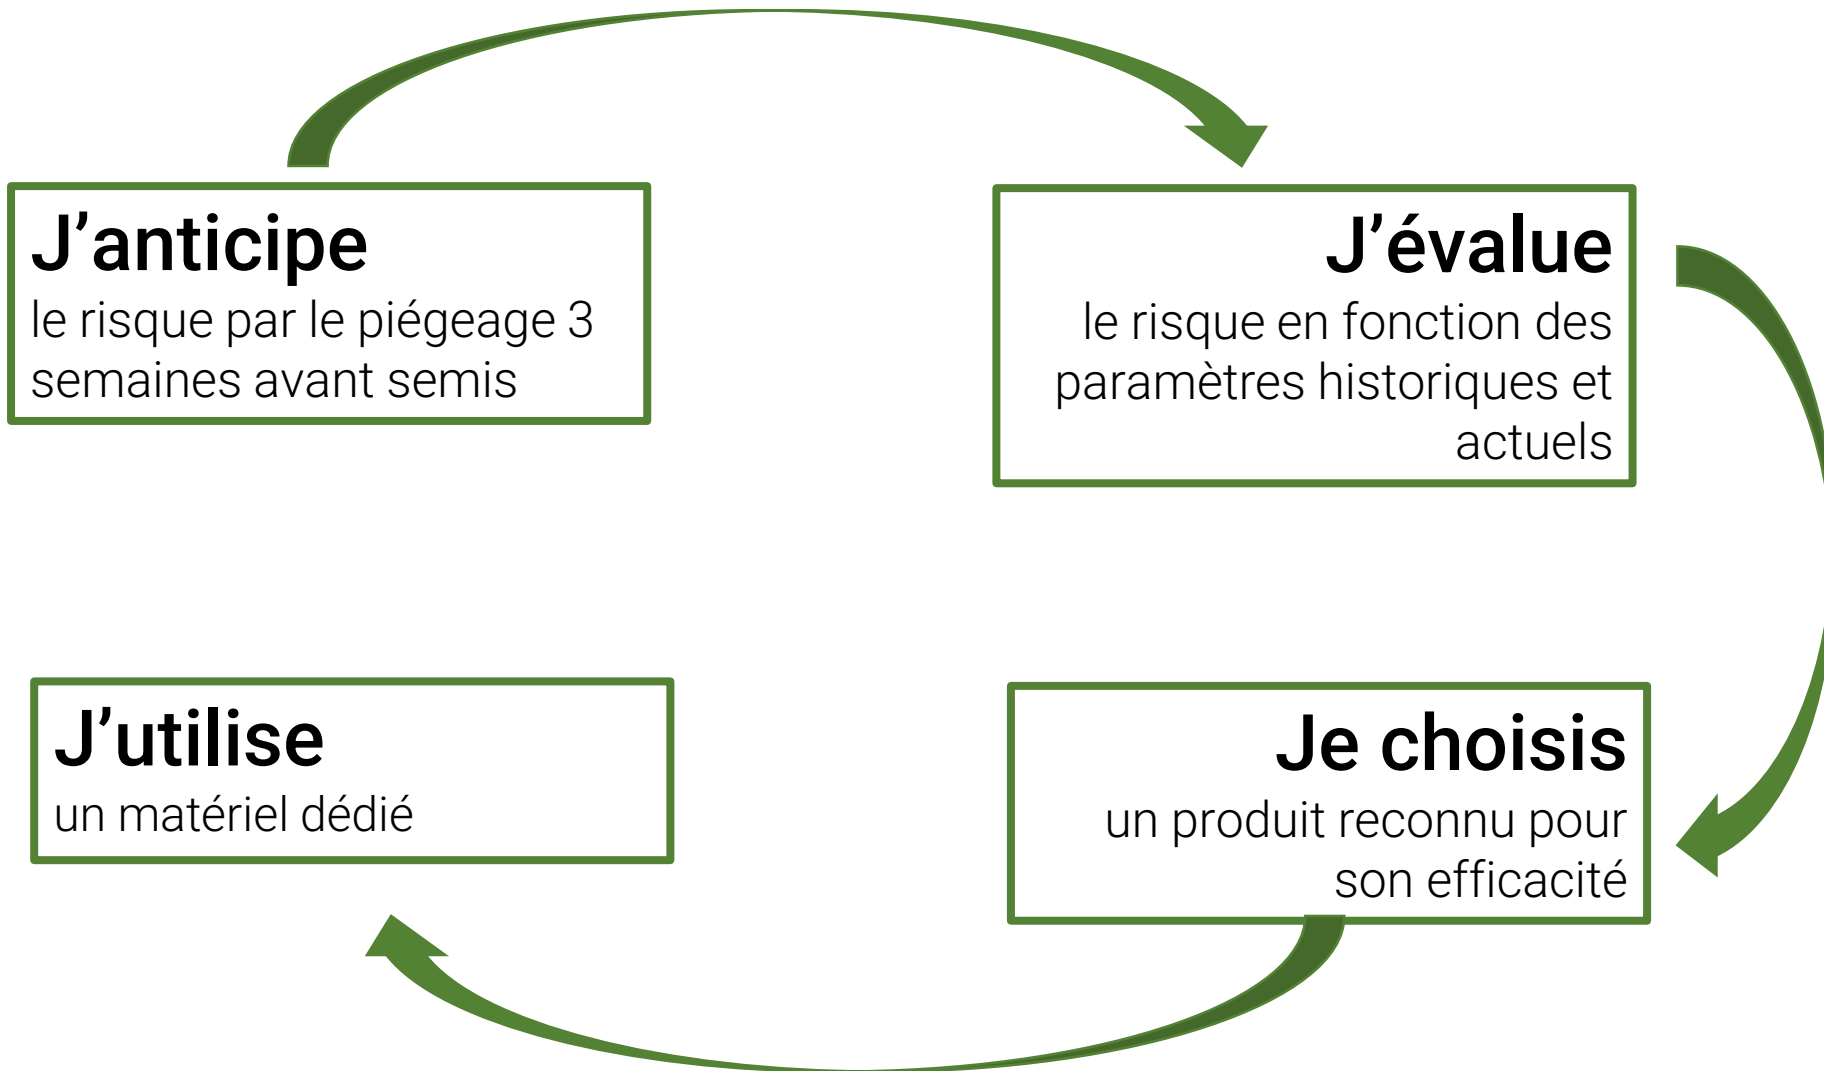 J’anticipe
le risque par le piégeage 3
semaines avant semis
J’évalue
le risque en fonction des
paramètres historiques et
actuels
Je choisis
un produit reconnu pour
son efficacité
J’utilise
un matériel dédié